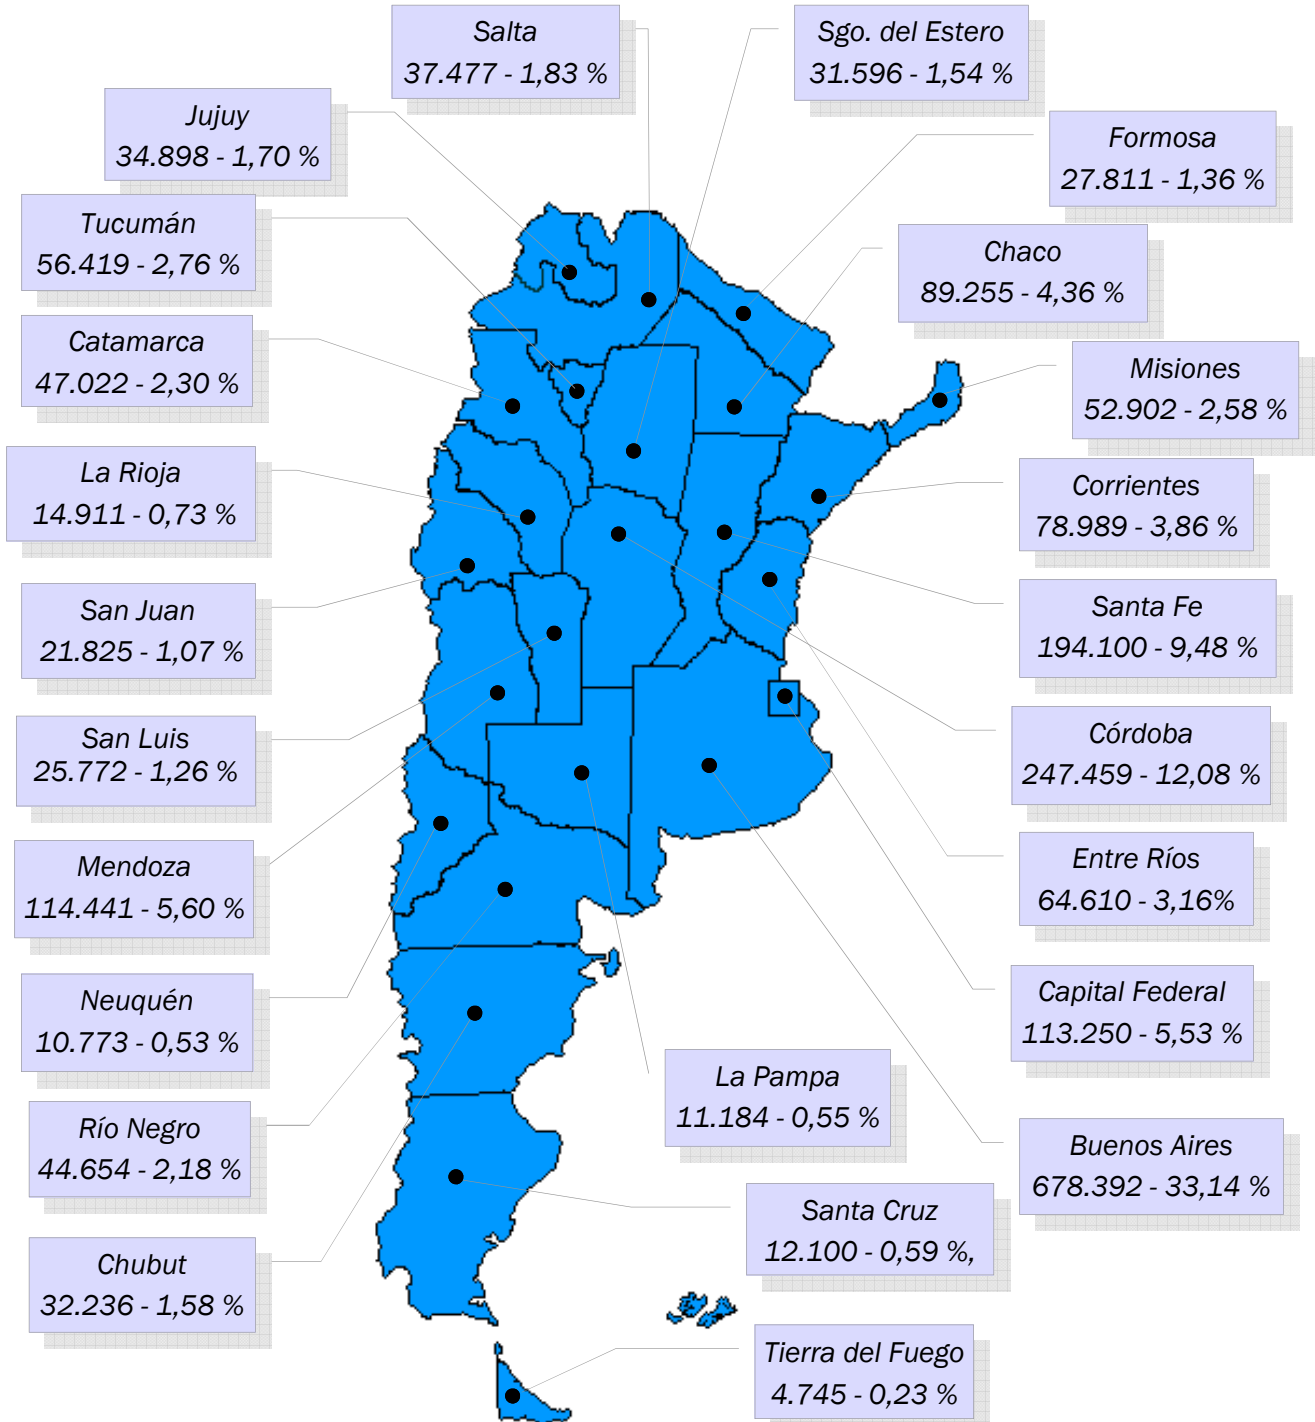 Salta
37.477 - 1,83 %
Sgo. del Estero
31.596 - 1,54 %
Jujuy
34.898 - 1,70 %
Formosa
27.811 - 1,36 %
Tucumán
56.419 - 2,76 %
Chaco
89.255 - 4,36 %
Catamarca
47.022 - 2,30 %
Misiones
52.902 - 2,58 %
La Rioja
14.911 - 0,73 %
Corrientes
78.989 - 3,86 %
San Juan
21.825 - 1,07 %
Santa Fe
194.100 - 9,48 %
San Luis
25.772 - 1,26 %
Córdoba
247.459 - 12,08 %
Mendoza
114.441 - 5,60 %
Entre Ríos
64.610 - 3,16%
Neuquén
10.773 - 0,53 %
Capital Federal
113.250 - 5,53 %
La Pampa
11.184 - 0,55 %
Río Negro
44.654 - 2,18 %
Buenos Aires
678.392 - 33,14 %
Santa Cruz
12.100 - 0,59 %,
Chubut
32.236 - 1,58 %
Tierra del Fuego
4.745 - 0,23 %